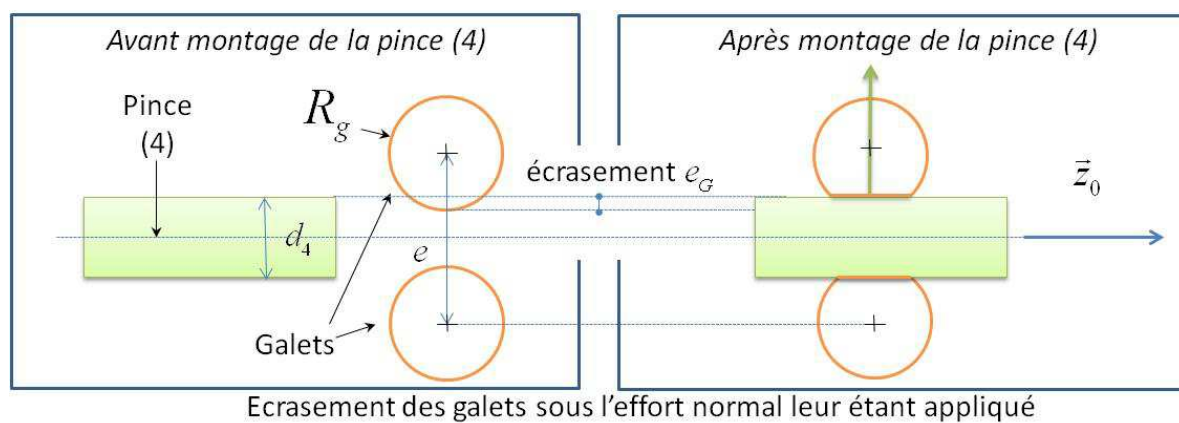 Avant montage de la pince (4)
Après montage de la pince (4)
Pince
(4)
R_g
écrasement e_G
z⃗_0
d_4
e
Galets
Ecrasement des galets sous l'effort normal leur étant appliqué